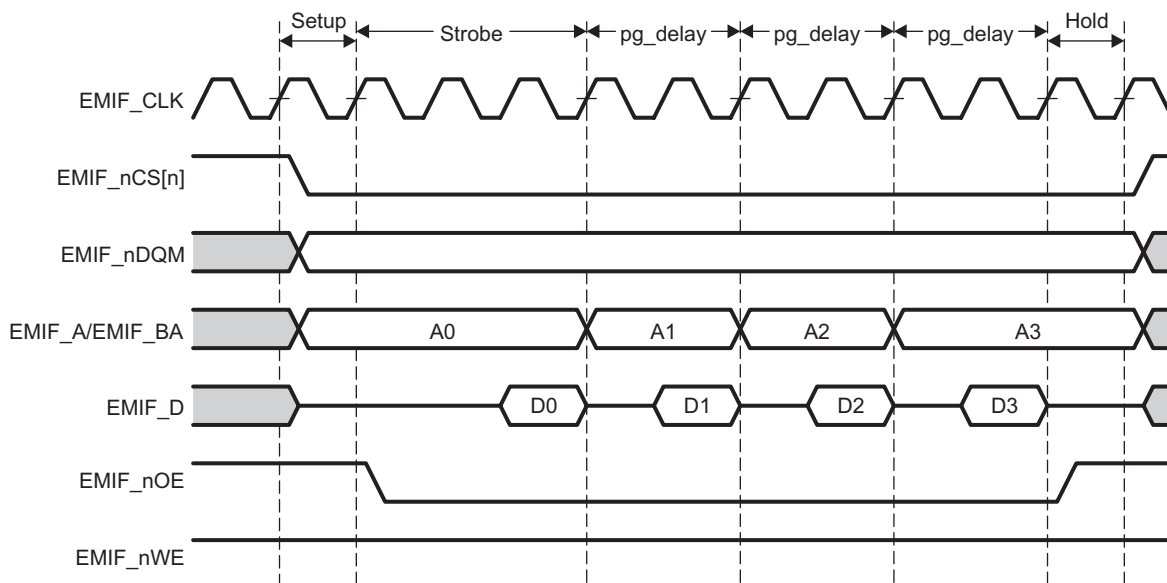 Setup
Strobe
pg_delay
pg_delay
pg_delay
Hold
EMIF_CLK
EMIF_nCS[n]
EMIF_nDQM
EMIF_A/EMIF_BA
A0
A1
A2
A3
EMIF_D
D0
D1
D2
D3
EMIF_nOE
EMIF_nWE